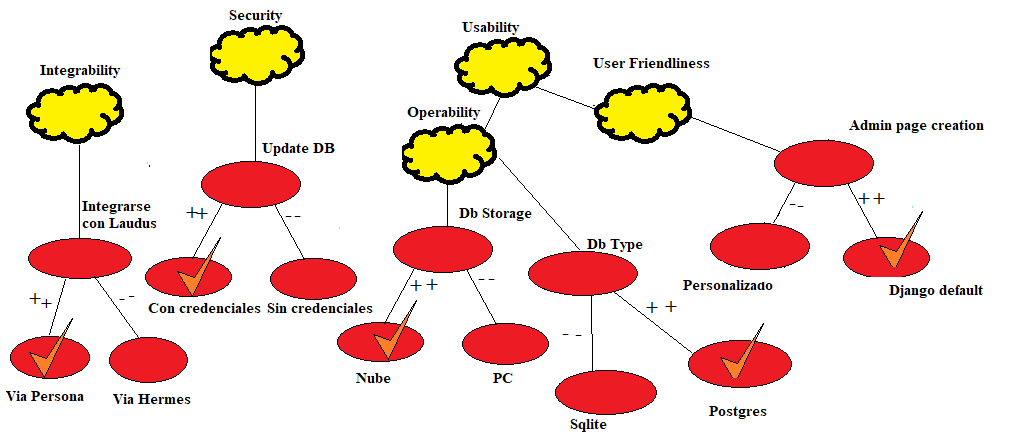 Security
Usability
Integrability
User Friendliness
Operability
Admin page creation
Update DB
Integrarse
con Laudus
++
--
Db Storage
Db Type
--
++
Con credenciales
Sin credenciales
++
--
++
--
Personalizado
Django default
++
--
--
++
Via Persona
Via Hermes
Nube
PC
Sqlite
Postgres